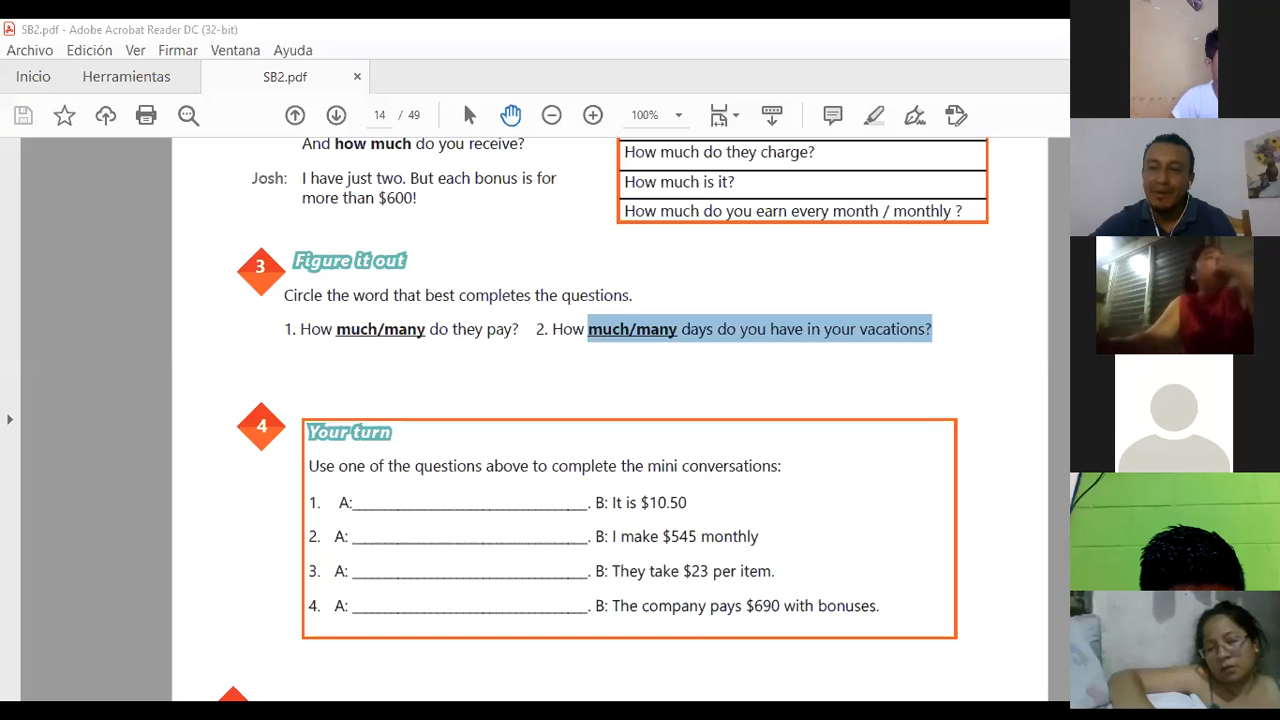 SB2.pdf - Adobe Acrobat Reader DC (32-bit)
Archivo Edición Ver Firmar Ventana Ayuda
Inicio Herramientas SB2.pdf ×
14 / 49 100%
And how much do you receive?
Josh: I have just two. But each bonus is for
more than $600!
How much do they charge?
How much is it?
How much do you earn every month / monthly ?
3 Figure it out
Circle the word that best completes the questions.
1. How much/many do they pay? 2. How much/many days do you have in your vacations?
4 Your turn
Use one of the questions above to complete the mini conversations:
1. A:__________________________. B: It is $10.50
2. A: __________________________. B: I make $545 monthly
3. A: __________________________. B: They take $23 per item.
4. A: __________________________. B: The company pays $690 with bonuses.